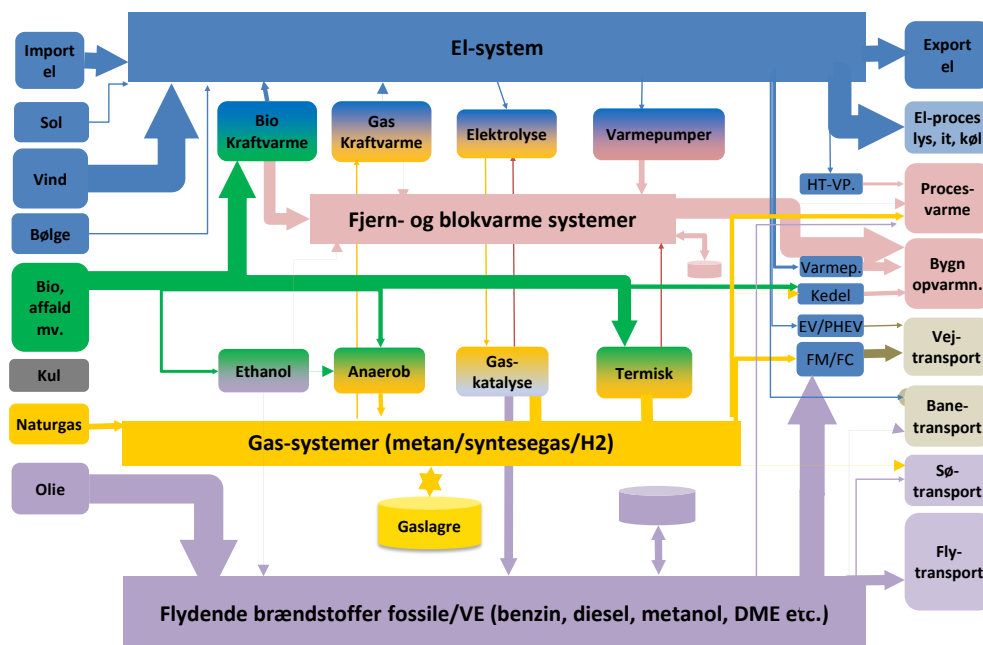 El-system
Import
el
Export
el
Sol
Bio
Kraftvarme
Gas
Kraftvarme
Elektrolyse
Varmepumper
El-proces
lys, it, køl
Vind
HT-VP.
Proces-
varme
Fjern- og blokvarme systemer
Bølge
Varmep.
Bygn
opvarmn.
Bio,
affald
mv.
Kedel
EV/PHEV
Vej-
transport
Kul
Ethanol
Anaerob
Gas-
katalyse
Termisk
FM/FC
Bane-
transport
Naturgas
Gas-systemer (metan/syntesegas/H2)
Olie
Sø-
transport
Gaslagre
Fly-
transport
Flydende brændstoffer fossile/VE (benzin, diesel, metanol, DME etc.)